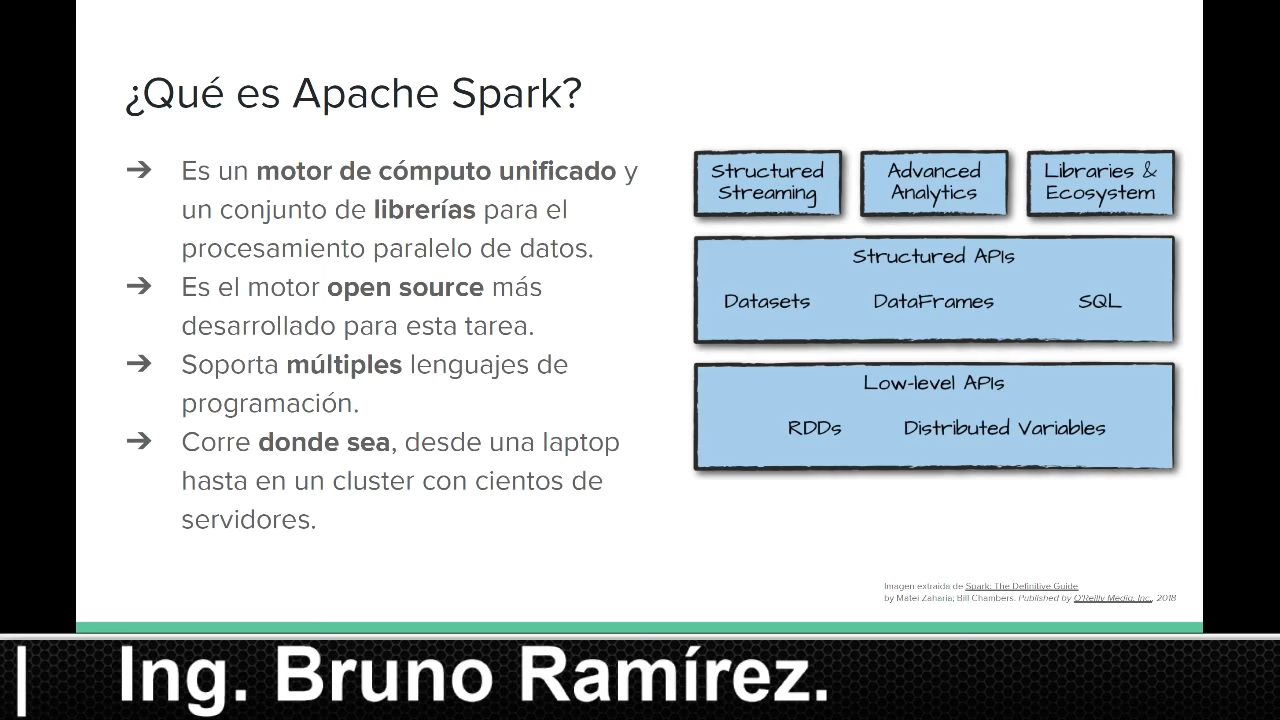 ¿Qué es Apache Spark?
➔ Es un motor de cómputo unificado y
un conjunto de librerías para el
procesamiento paralelo de datos.
➔ Es el motor open source más
desarrollado para esta tarea.
➔ Soporta múltiples lenguajes de
programación.
➔ Corre donde sea, desde una laptop
hasta en un cluster con cientos de
servidores.
Structured
Streaming
Advanced
Analytics
Libraries &
Ecosystem
Structured APIs
Datasets DataFrames SQL
Low-level APIs
RDDs Distributed Variables
Imagen extraida de Spark: The Definitive Guide
by Matei Zaharia; Bill Chambers. Published by O'Reilly Media, Inc., 2018
| Ing. Bruno Ramírez.